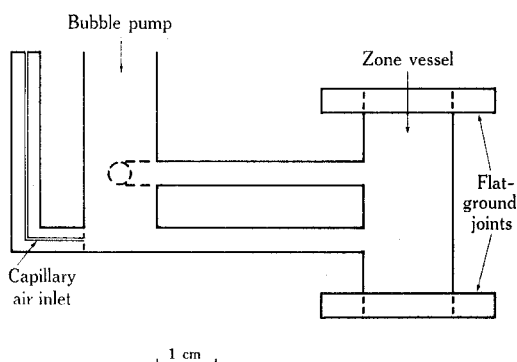 Bubble pump
Zone vessel
Flat-
ground
joints
Capillary
air inlet
1 cm